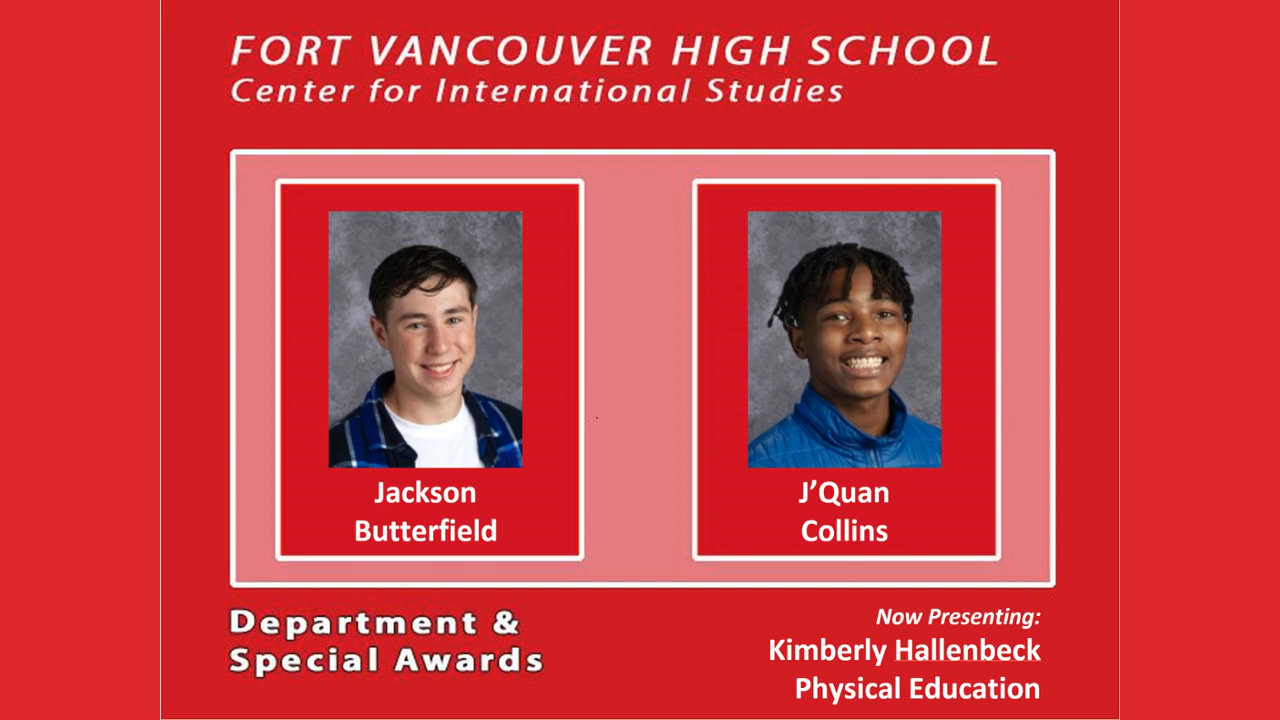 FORT VANCOUVER HIGH SCHOOL
Center for International Studies
Jackson
Butterfield
J’Quan
Collins
Department &
Special Awards
Now Presenting:
Kimberly Hallenbeck
Physical Education